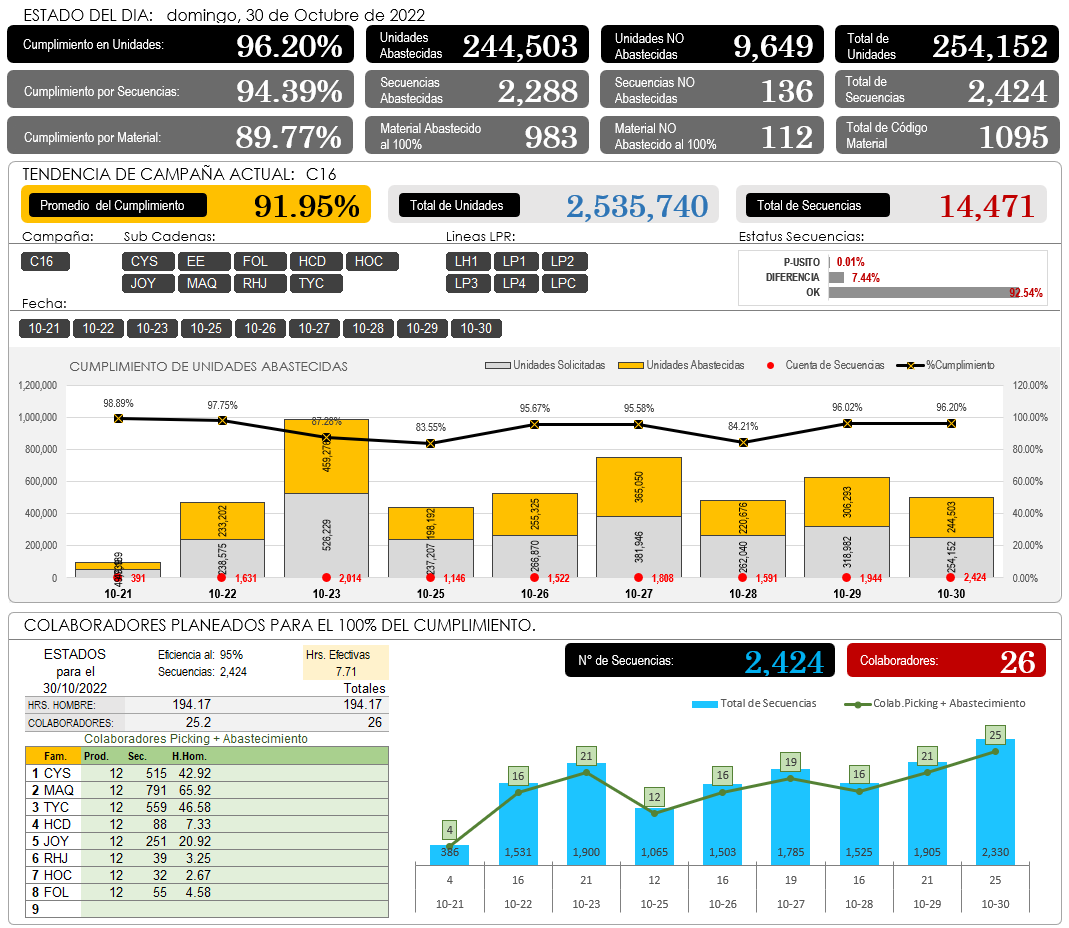 ESTADO DEL DIA: domingo, 30 de Octubre de 2022
Cumplimiento en Unidades: 96.20%
Unidades Abastecidas 244,503
Unidades NO Abastecidas 9,649
Total de Unidades 254,152
Cumplimiento por Secuencias: 94.39%
Secuencias Abastecidas 2,288
Secuencias NO Abastecidas 136
Total de Secuencias 2,424
Cumplimiento por Material: 89.77%
Material Abastecido al 100% 983
Material NO Abastecido al 100% 112
Total de Código Material 1095
TENDENCIA DE CAMPAÑA ACTUAL: C16
Promedio del Cumplimiento 91.95%
Total de Unidades 2,535,740
Total de Secuencias 14,471
Campaña: Sub Cadenas: Lineas LPR: Estatus Secuencias:
C16 CYS EE FOL HCD HOC LH1 LP1 LP2
JOY MAQ RHJ TYC LP3 LP4 LPC
P-USITO 0.01%
DIFERENCIA 7.44%
OK 92.54%
Fecha:
10-21 10-22 10-23 10-25 10-26 10-27 10-28 10-29 10-30
CUMPLIMIENTO DE UNIDADES ABASTECIDAS
Unidades Solicitadas Unidades Abastecidas Cuenta de Secuencias %Cumplimiento
1,200,000 120.00%
1,000,000 100.00%
800,000 80.00%
600,000 60.00%
400,000 40.00%
200,000 20.00%
0 0.00%
98.89% 97.75% 87.28% 83.55% 95.67% 95.58% 84.21% 96.02% 96.20%
233,202 459,276 198,192 255,325 365,050 220,676 306,293 244,503
238,575 526,229 237,207 266,870 381,946 262,040 318,982 254,152
391 1,631 2,014 1,146 1,522 1,808 1,591 1,944 2,424
10-21 10-22 10-23 10-25 10-26 10-27 10-28 10-29 10-30
COLABORADORES PLANEADOS PARA EL 100% DEL CUMPLIMIENTO.
ESTADOS Eficiencia al: 95% Hrs. Efectivas
para el Secuencias: 2,424 7.71
30/10/2022 Totales
HRS. HOMBRE: 194.17 194.17
COLABORADORES: 25.2 26
Colaboradores Picking + Abastecimiento
Fam. Prod. Sec. H.Hom.
1 CYS 12 515 42.92
2 MAQ 12 791 65.92
3 TYC 12 559 46.58
4 HCD 12 88 7.33
5 JOY 12 251 20.92
6 RHJ 12 39 3.25
7 HOC 12 32 2.67
8 FOL 12 55 4.58
9
N° de Secuencias: 2,424
Colaboradores: 26
Total de Secuencias Colab.Picking + Abastecimiento
4 16 21 12 16 19 16 21 25
386 1,531 1,900 1,065 1,503 1,785 1,525 1,905 2,330
4 16 21 12 16 19 16 21 25
10-21 10-22 10-23 10-25 10-26 10-27 10-28 10-29 10-30